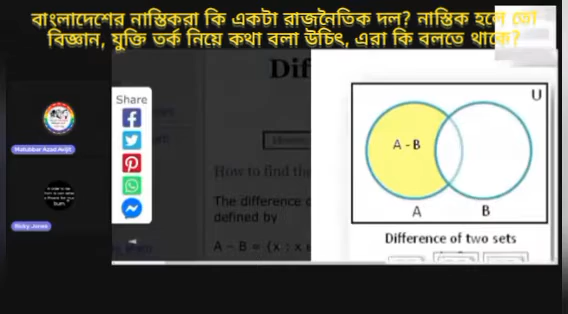 বাংলাদেশের নাস্তিকরা কি একটা রাজনৈতিক দল? নাস্তিক হলে তো
বিজ্ঞান, যুক্তি তর্ক নিয়ে কথা বলা উচিৎ, এরা কি বলতে থাকে?
Dif
Share
U
A - B
A
B
Difference of two sets
Matubbar Azad Avijit
Ricky Jones
How to find the
The difference
defined by
A - B = {x : x